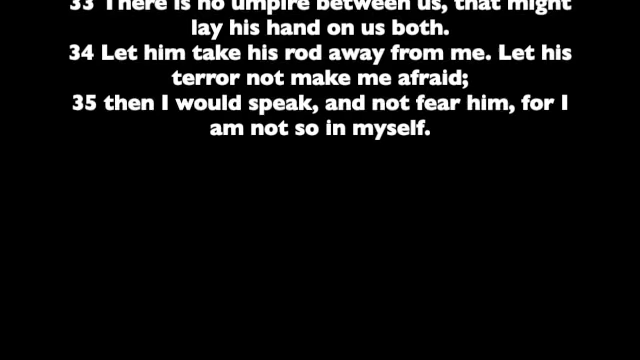 33 There is no umpire between us, that might
lay his hand on us both.
34 Let him take his rod away from me. Let his
terror not make me afraid;
35 then I would speak, and not fear him, for I
am not so in myself.